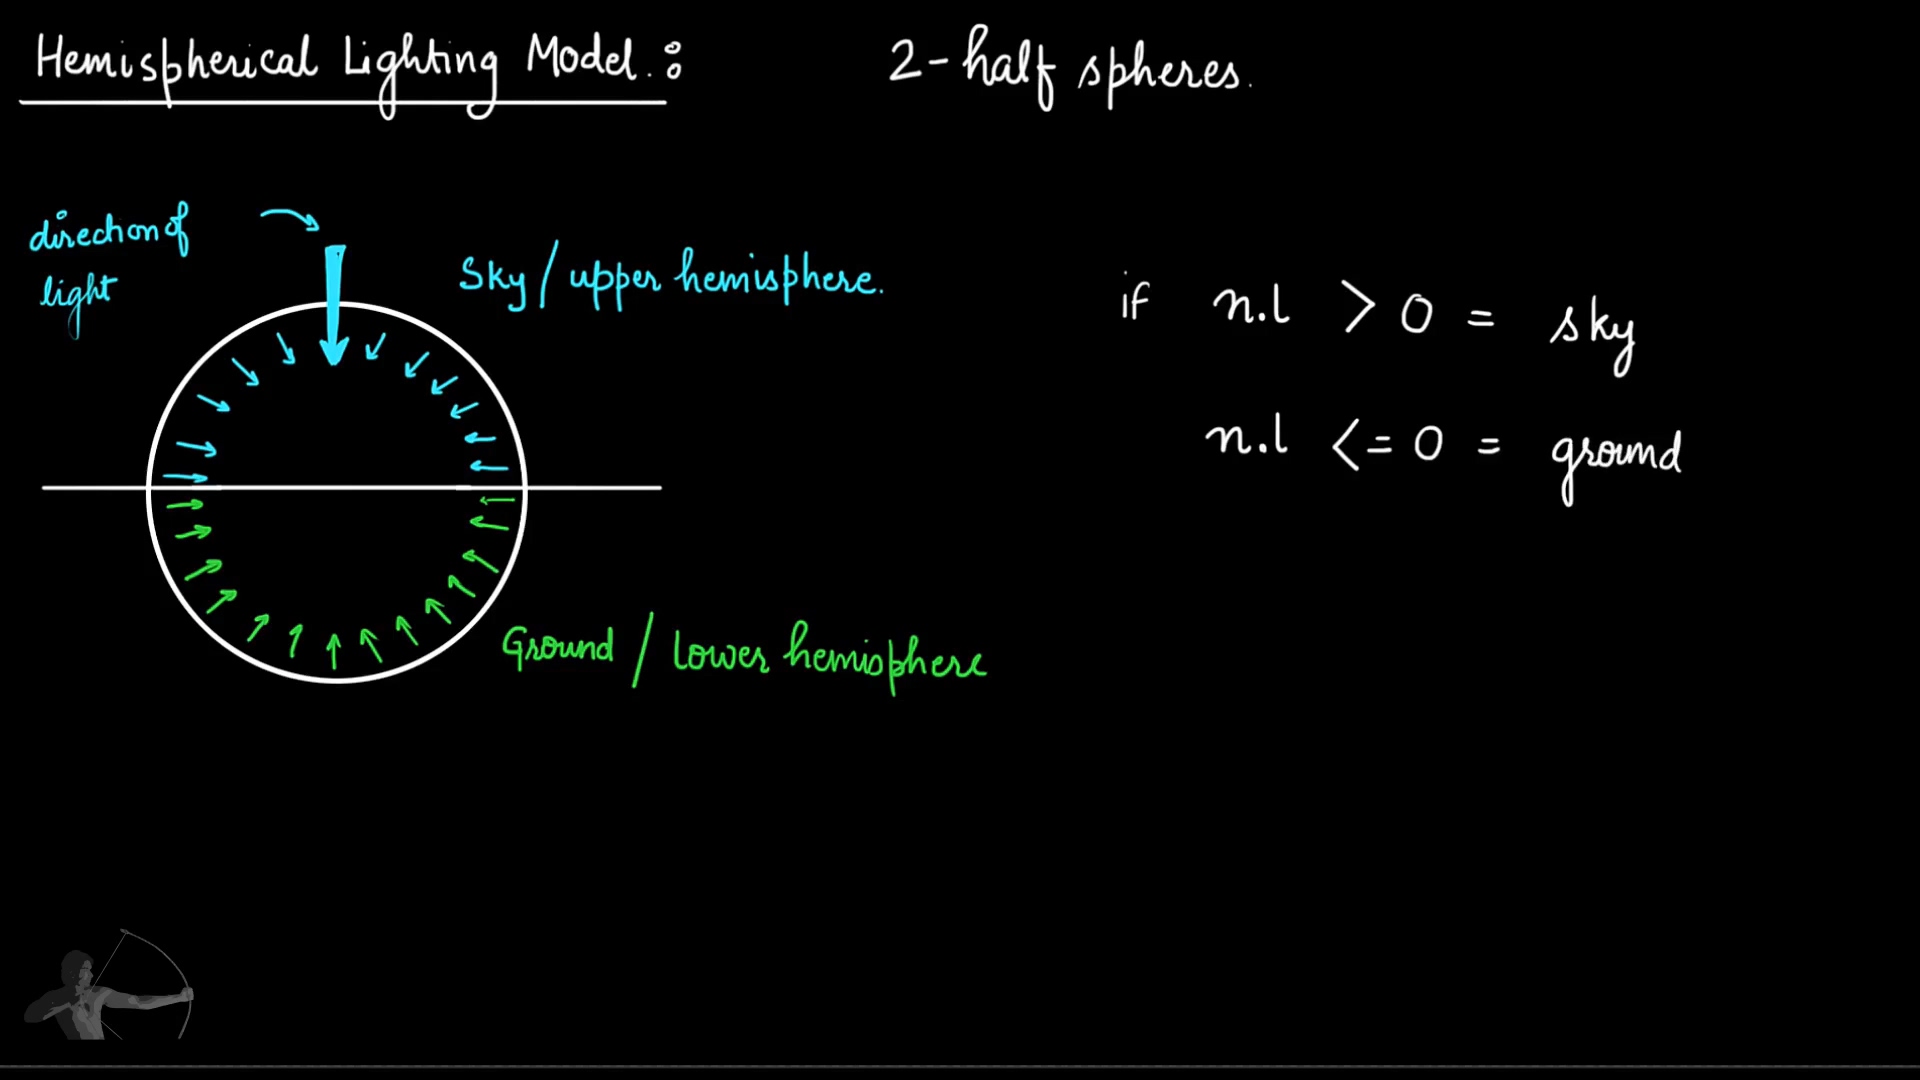 Hemispherical Lighting Model :
2-half spheres.
direction of
light
Sky / upper hemisphere.
if n.l > 0 = sky
n.l <= 0 = ground
Ground / Lower hemisphere